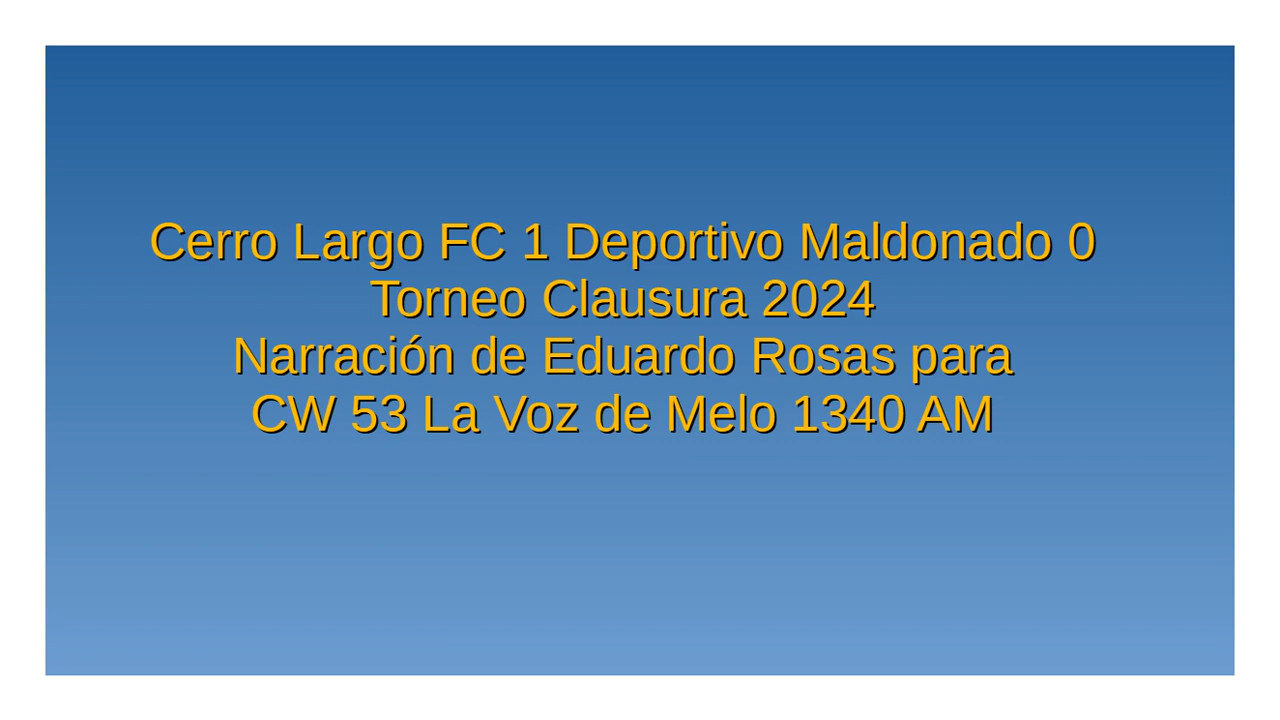 Cerro Largo FC 1 Deportivo Maldonado 0
Torneo Clausura 2024
Narración de Eduardo Rosas para
CW 53 La Voz de Melo 1340 AM